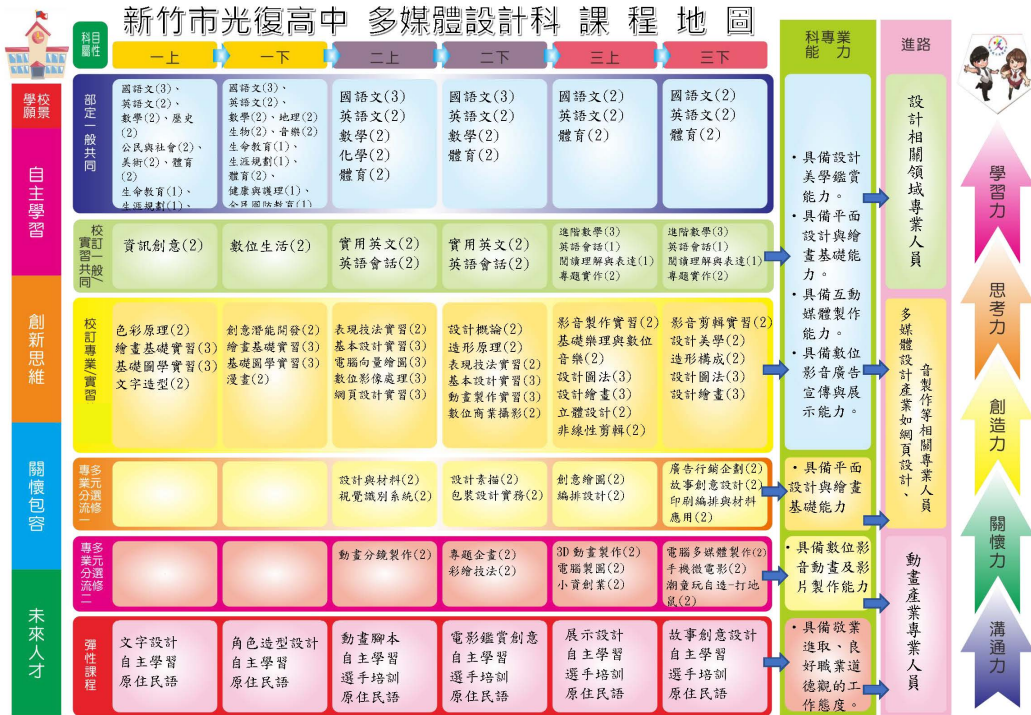 新竹市光復高中 多媒體設計科 課 程 地 圖
科目
屬性
一上
一下
二上
二下
三上
三下
科專業
能力
進路
學校
願景
自主學習
創新思維
關懷包容
未來人才
部定一般共同
國語文(3)、
英語文(2)、
數學(2)、歷史
(2)
公民與社會(2)、
美術(2)、體育
(2)
生命教育(1)、
生涯規劃(1)、
國語文(3)、
英語文(2)、
數學(2)、地理(2)
生物(2)、音樂(2)
生命教育(1)、
生涯規劃(1)、
體育(2)、
健康與護理(1)、
全民國防教育(1)
國語文(3)
英語文(2)
數學(2)
化學(2)
體育(2)
國語文(3)
英語文(2)
數學(2)
體育(2)
國語文(2)
英語文(2)
體育(2)
國語文(2)
英語文(2)
體育(2)
校訂一般/
實習共同
資訊創意(2)
數位生活(2)
實用英文(2)
英語會話(2)
實用英文(2)
英語會話(2)
進階數學(3)
英語會話(1)
閱讀理解與表達(1)
專題實作(2)
進階數學(3)
英語會話(1)
閱讀理解與表達(1)
專題實作(2)
校訂專業/實習
色彩原理(2)
繪畫基礎實習(3)
基礎圖學實習(3)
文字造型(2)
創意潛能開發(2)
繪畫基礎實習(3)
基礎圖學實習(3)
漫畫(2)
表現技法實習(2)
基本設計實習(3)
電腦向量繪圖(3)
數位影像處理(3)
網頁設計實習(3)
設計概論(2)
造形原理(2)
表現技法實習(2)
基本設計實習(3)
動畫製作實習(3)
數位商業攝影(2)
影音製作實習(2)
基礎樂理與數位
音樂(2)
設計圖法(3)
設計繪畫(3)
立體設計(2)
非線性剪輯(2)
影音剪輯實習(2)
設計美學(2)
造形構成(2)
設計圖法(3)
設計繪畫(3)
多元選修
專業分流一
設計與材料(2)
視覺識別系統(2)
設計素描(2)
包裝設計實務(2)
創意繪圖(2)
編排設計(2)
廣告行銷企劃(2)
故事創意設計(2)
印刷編排與材料
應用(2)
多元選修
專業分流二
動畫分鏡製作(2)
專題企畫(2)
彩繪技法(2)
3D動畫製作(2)
電腦製圖(2)
小資創業(2)
電腦多媒體製作(2)
手機微電影(2)
潮童玩自造-打地
鼠(2)
彈性課程
文字設計
自主學習
原住民語
角色造型設計
自主學習
原住民語
動畫腳本
自主學習
選手培訓
原住民語
電影鑑賞創意
自主學習
選手培訓
原住民語
展示設計
自主學習
選手培訓
原住民語
故事創意設計
自主學習
選手培訓
原住民語
・具備設計
美學鑑賞
能力。
・具備平面
設計與繪
畫基礎能
力。
・具備互動
媒體製作
能力。
・具備數位
影音廣告
宣傳與展
示能力。
・具備平面
設計與繪畫
基礎能力
・具備數位影
音動畫及影
片製作能力
・具備敬業
進取、良
好職業道
德觀的工
作態度。
設計相關領域專業人員
多媒體設計產業如網頁設計、
音製作等相關專業人員
動畫產業專業人員
學習力
思考力
創造力
關懷力
溝通力